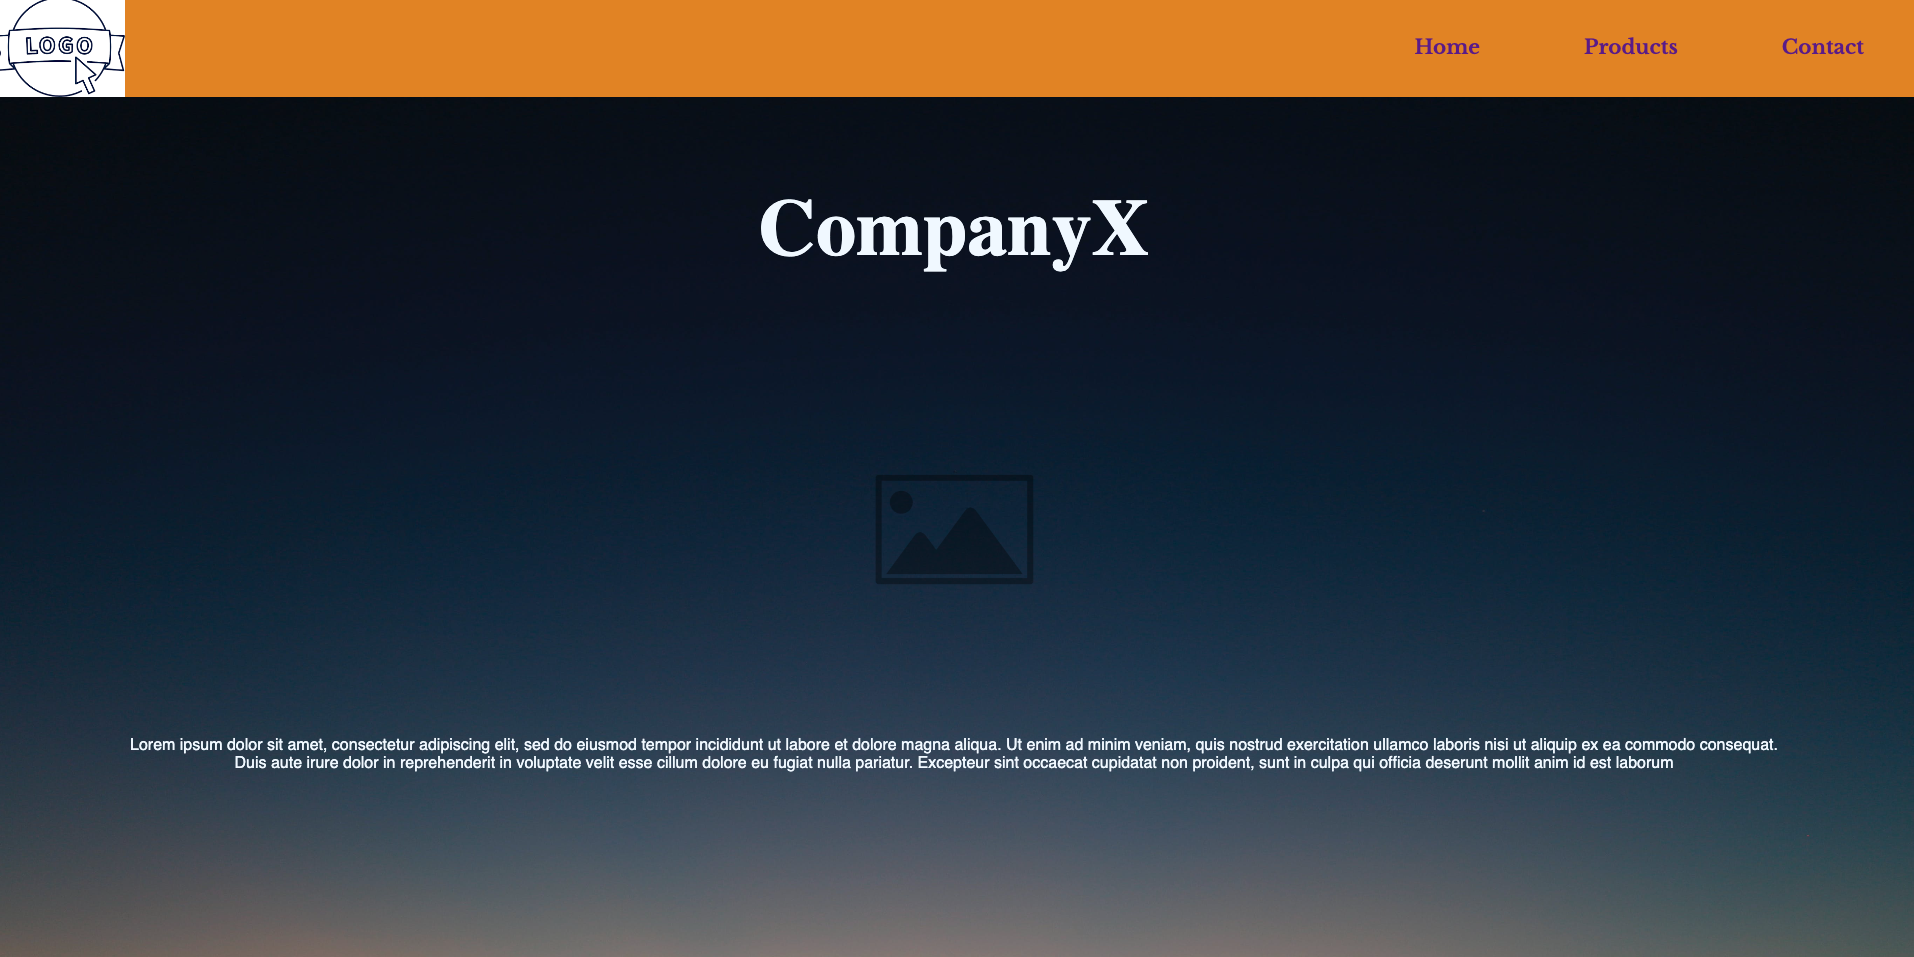 LOGO
Home
Products
Contact
CompanyX
Lorem ipsum dolor sit amet, consectetur adipiscing elit, sed do eiusmod tempor incididunt ut labore et dolore magna aliqua. Ut enim ad minim veniam, quis nostrud exercitation ullamco laboris nisi ut aliquip ex ea commodo consequat.
Duis aute irure dolor in reprehenderit in voluptate velit esse cillum dolore eu fugiat nulla pariatur. Excepteur sint occaecat cupidatat non proident, sunt in culpa qui officia deserunt mollit anim id est laborum